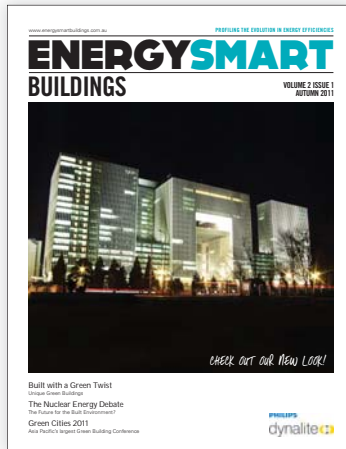 www.energysmartbuildings.com.au
PROFILING THE EVOLUTION IN ENERGY EFFICIENCIES
ENERGYSMART
BUILDINGS
VOLUME 2 ISSUE 1
AUTUMN 2011
CHECK OUT OUR NEW LOOK!
Built with a Green Twist
Unique Green Buildings
The Nuclear Energy Debate
The Future for the Built Environment?
Green Cities 2011
Asia Pacific's largest Green Building Conference
PHILIPS
dynalite